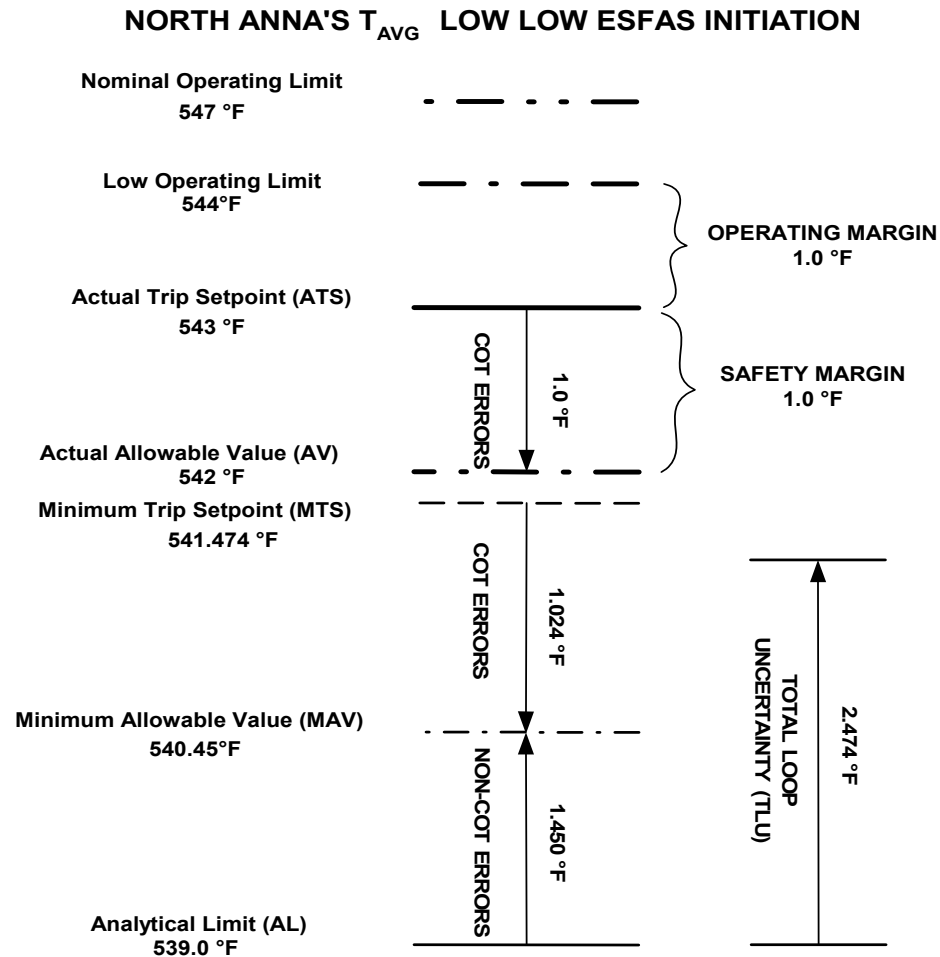 NORTH ANNA'S T_AVG LOW LOW ESFAS INITIATION
Nominal Operating Limit
547 °F
Low Operating Limit
544°F
OPERATING MARGIN
1.0 °F
Actual Trip Setpoint (ATS)
543 °F
COT ERRORS
1.0 °F
SAFETY MARGIN
1.0 °F
Actual Allowable Value (AV)
542 °F
Minimum Trip Setpoint (MTS)
541.474 °F
COT ERRORS
1.024 °F
TOTAL LOOP
UNCERTAINTY (TLU)
2.474 °F
Minimum Allowable Value (MAV)
540.45°F
NON-COT ERRORS
1.450 °F
Analytical Limit (AL)
539.0 °F